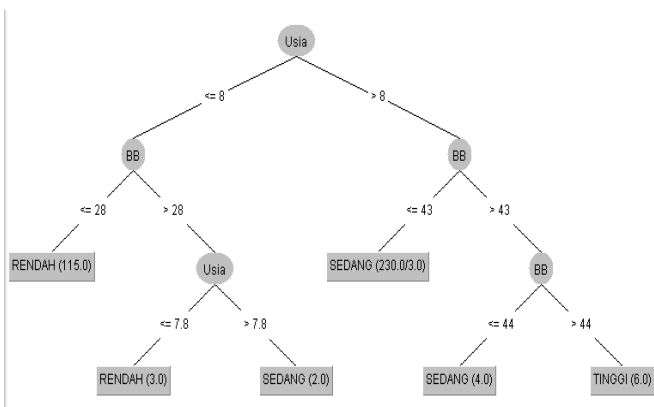 Usia
<= 8
> 8
BB
BB
<= 28
> 28
<= 43
> 43
RENDAH (115.0)
Usia
SEDANG (230.0/3.0)
BB
<= 7.8
> 7.8
<= 44
> 44
RENDAH (3.0)
SEDANG (2.0)
SEDANG (4.0)
TINGGI (6.0)